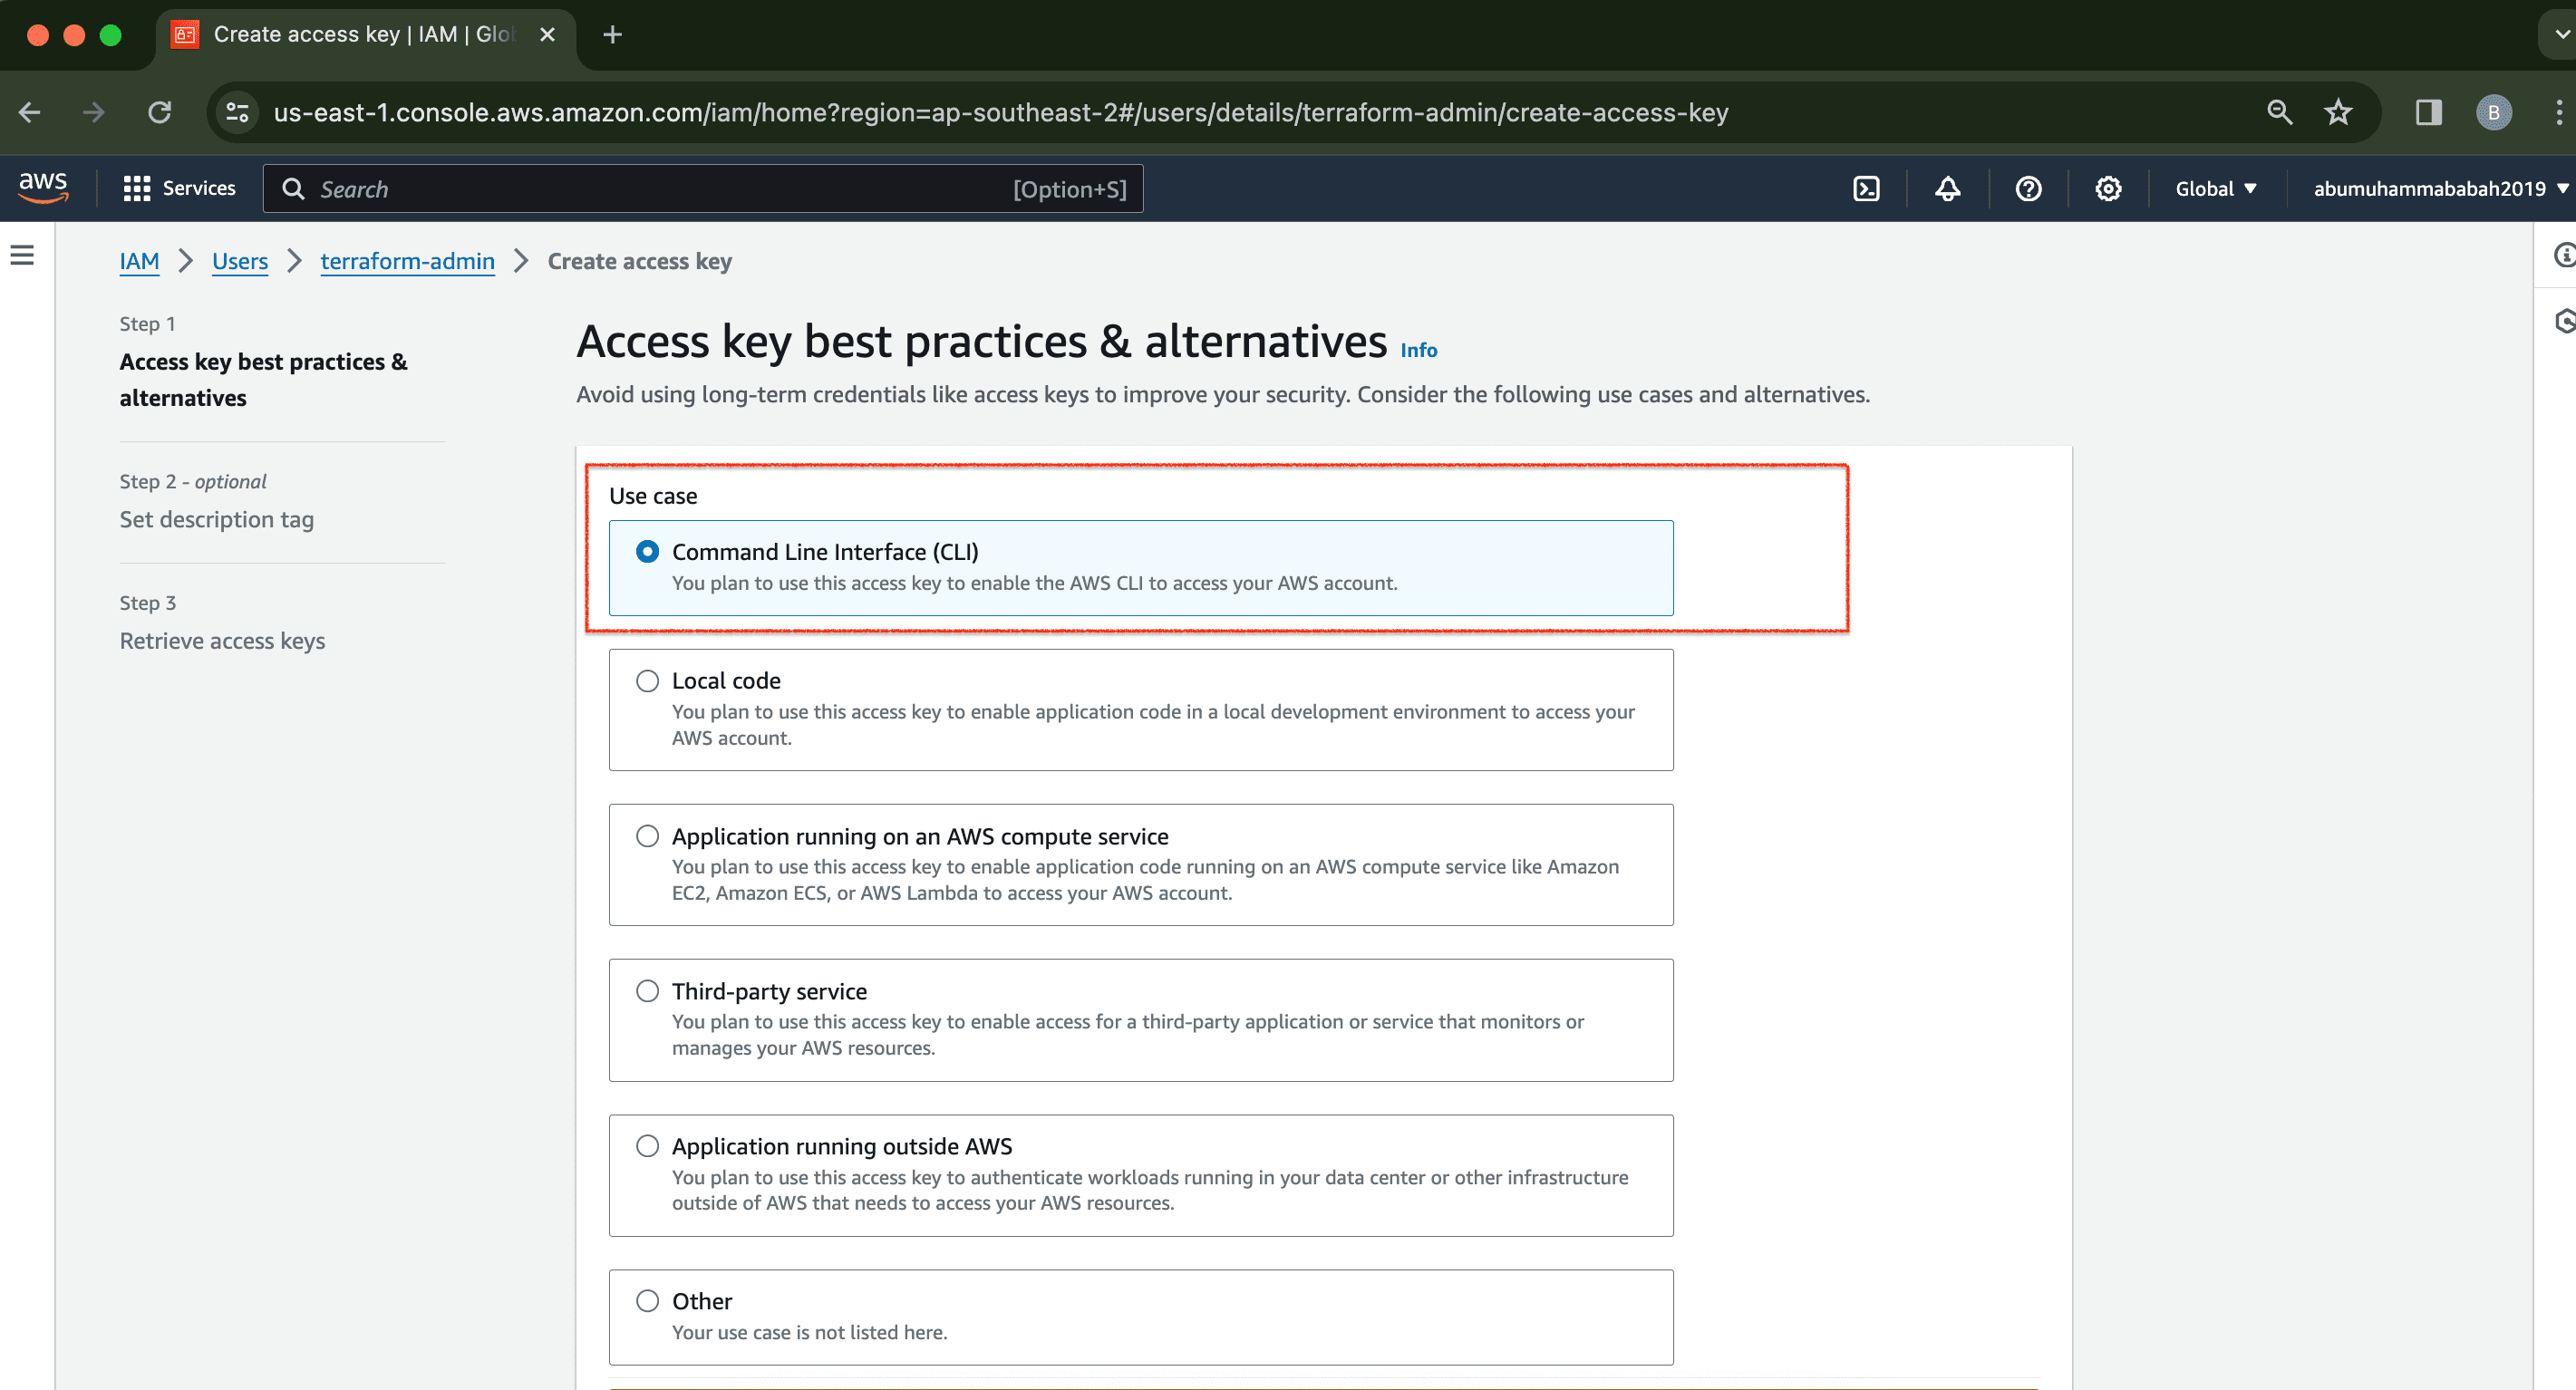 Create access key | IAM | Glo
us-east-1.console.aws.amazon.com/iam/home?region=ap-southeast-2#/users/details/terraform-admin/create-access-key
B
aws
Services
Search
[Option+S]
Global
abumuhammababah2019
IAM
Users
terraform-admin
Create access key
Step 1
Access key best practices &
alternatives
Step 2 - optional
Set description tag
Step 3
Retrieve access keys
Access key best practices & alternatives Info
Avoid using long-term credentials like access keys to improve your security. Consider the following use cases and alternatives.
Use case
Command Line Interface (CLI)
You plan to use this access key to enable the AWS CLI to access your AWS account.
Local code
You plan to use this access key to enable application code in a local development environment to access your
AWS account.
Application running on an AWS compute service
You plan to use this access key to enable application code running on an AWS compute service like Amazon
EC2, Amazon ECS, or AWS Lambda to access your AWS account.
Third-party service
You plan to use this access key to enable access for a third-party application or service that monitors or
manages your AWS resources.
Application running outside AWS
You plan to use this access key to authenticate workloads running in your data center or other infrastructure
outside of AWS that needs to access your AWS resources.
Other
Your use case is not listed here.